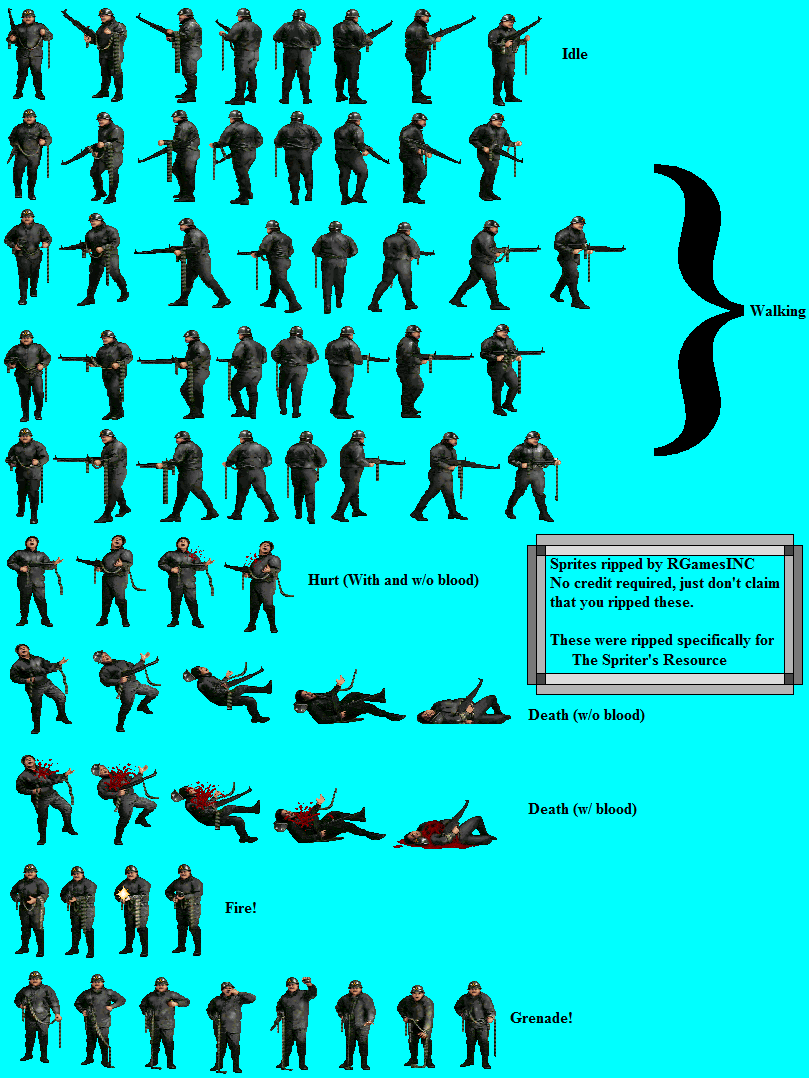 Idle
Walking
Hurt (With and w/o blood)
Sprites ripped by RGamesINC
No credit required, just don't claim
that you ripped these.
These were ripped specifically for
The Spriter's Resource
Death (w/o blood)
Death (w/ blood)
Fire!
Grenade!